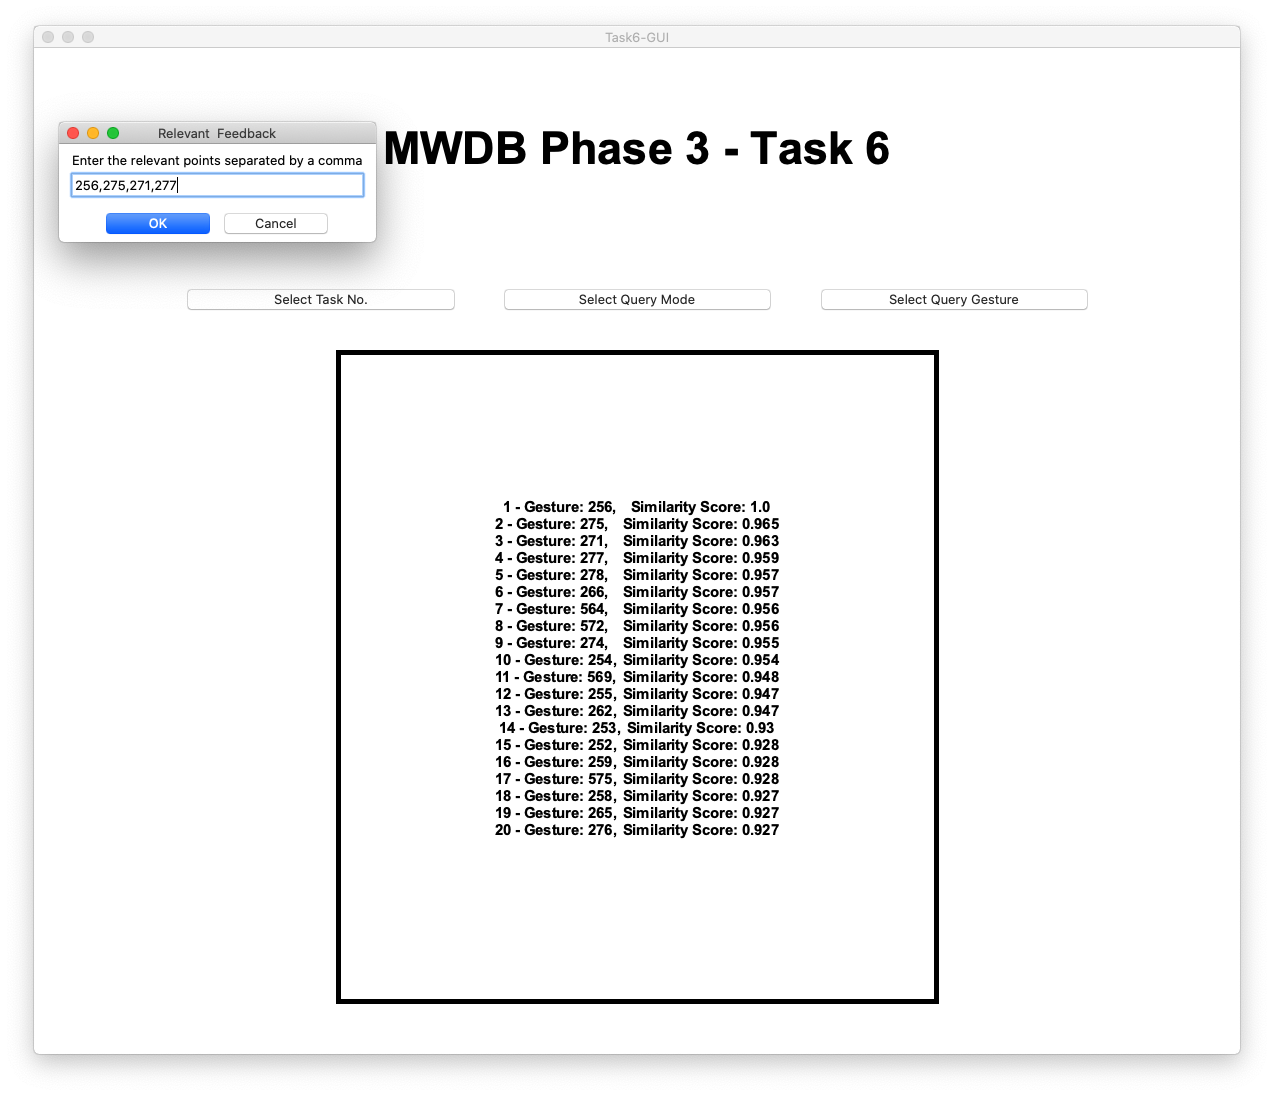 Task6-GUI
Relevant  Feedback
Enter the relevant points separated by a comma
256,275,271,277
OK Cancel
MWDB Phase 3 - Task 6
Select Task No. Select Query Mode Select Query Gesture
1 - Gesture: 256, Similarity Score: 1.0
2 - Gesture: 275, Similarity Score: 0.965
3 - Gesture: 271, Similarity Score: 0.963
4 - Gesture: 277, Similarity Score: 0.959
5 - Gesture: 278, Similarity Score: 0.957
6 - Gesture: 266, Similarity Score: 0.957
7 - Gesture: 564, Similarity Score: 0.956
8 - Gesture: 572, Similarity Score: 0.956
9 - Gesture: 274, Similarity Score: 0.955
10 - Gesture: 254, Similarity Score: 0.954
11 - Gesture: 569, Similarity Score: 0.948
12 - Gesture: 255, Similarity Score: 0.947
13 - Gesture: 262, Similarity Score: 0.947
14 - Gesture: 253, Similarity Score: 0.93
15 - Gesture: 252, Similarity Score: 0.928
16 - Gesture: 259, Similarity Score: 0.928
17 - Gesture: 575, Similarity Score: 0.928
18 - Gesture: 258, Similarity Score: 0.927
19 - Gesture: 265, Similarity Score: 0.927
20 - Gesture: 276, Similarity Score: 0.927